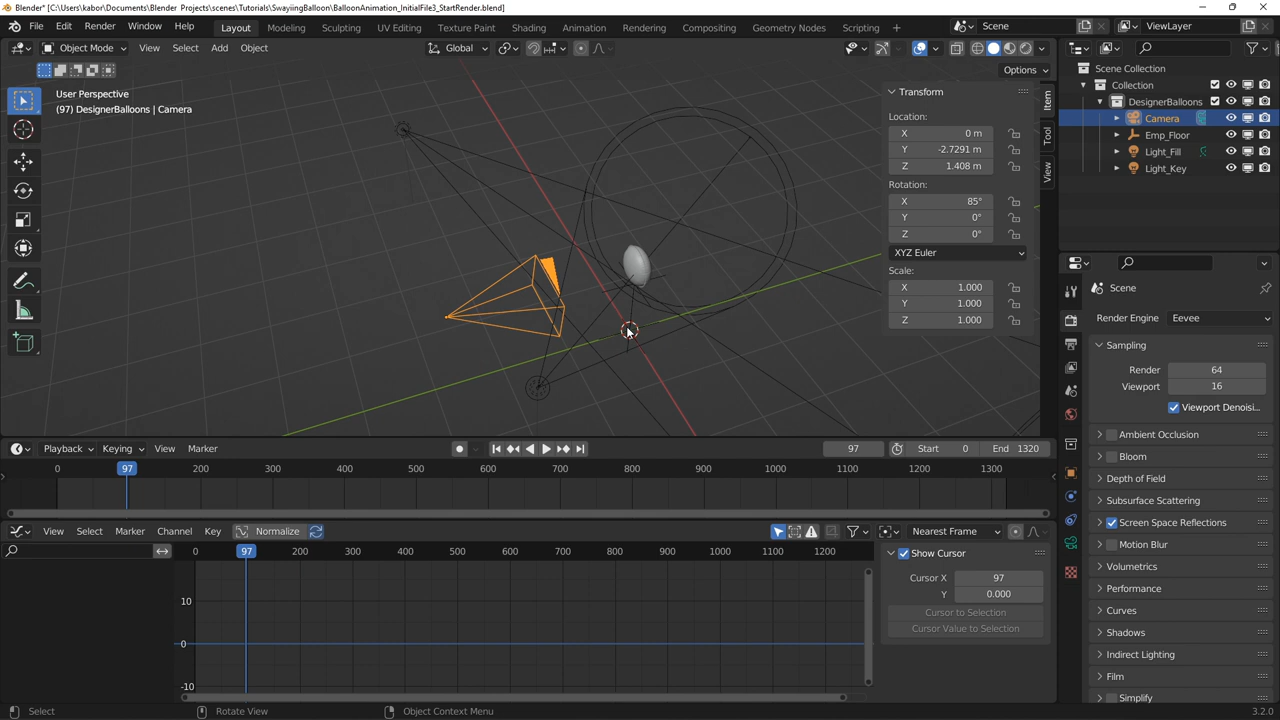 Blender* [C:\Users\kabor\Documents\Blender Projects\scenes\Tutorials\SwayiingBalloon\BalloonAnimation_InitialFile3_StartRender.blend]
File Edit Render Window Help Layout Modeling Sculpting UV Editing Texture Paint Shading Animation Rendering Compositing Geometry Nodes Scripting + Scene ViewLayer
Object Mode View Select Add Object Global
Options
User Perspective
(97) DesignerBalloons | Camera
Transform
Location:
X 0 m
Y -2.7291 m
Z 1.408 m
Rotation:
X 85°
Y 0°
Z 0°
XYZ Euler
Scale:
X 1.000
Y 1.000
Z 1.000
Item
Tool
View
Scene Collection
Collection
DesignerBalloons
Camera
Emp_Floor
Light_Fill
Light_Key
Scene
Render Engine Eevee
Sampling
Render 64
Viewport 16
Viewport Denoisi...
Ambient Occlusion
Bloom
Depth of Field
Subsurface Scattering
Screen Space Reflections
Motion Blur
Volumetrics
Performance
Curves
Shadows
Indirect Lighting
Film
Simplify
Playback Keying View Marker 97 Start 0 End 1320
0 97 200 300 400 500 600 700 800 900 1000 1100 1200 1300
View Select Marker Channel Key Normalize Nearest Frame
0 97 200 300 400 500 600 700 800 900 1000 1100 1200
10
0
-10
Show Cursor
Cursor X 97
Y 0.000
Cursor to Selection
Cursor Value to Selection
Select Rotate View Object Context Menu 3.2.0